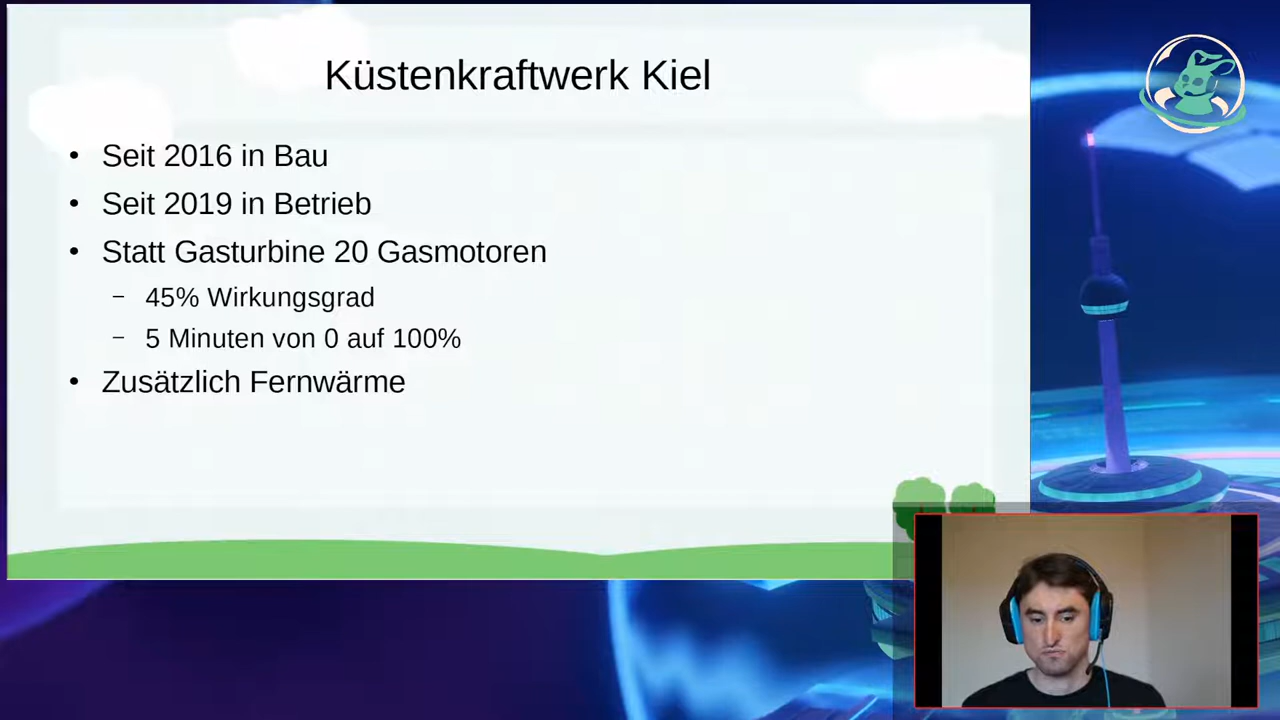 Küstenkraftwerk Kiel
• Seit 2016 in Bau
• Seit 2019 in Betrieb
• Statt Gasturbine 20 Gasmotoren
– 45% Wirkungsgrad
– 5 Minuten von 0 auf 100%
• Zusätzlich Fernwärme